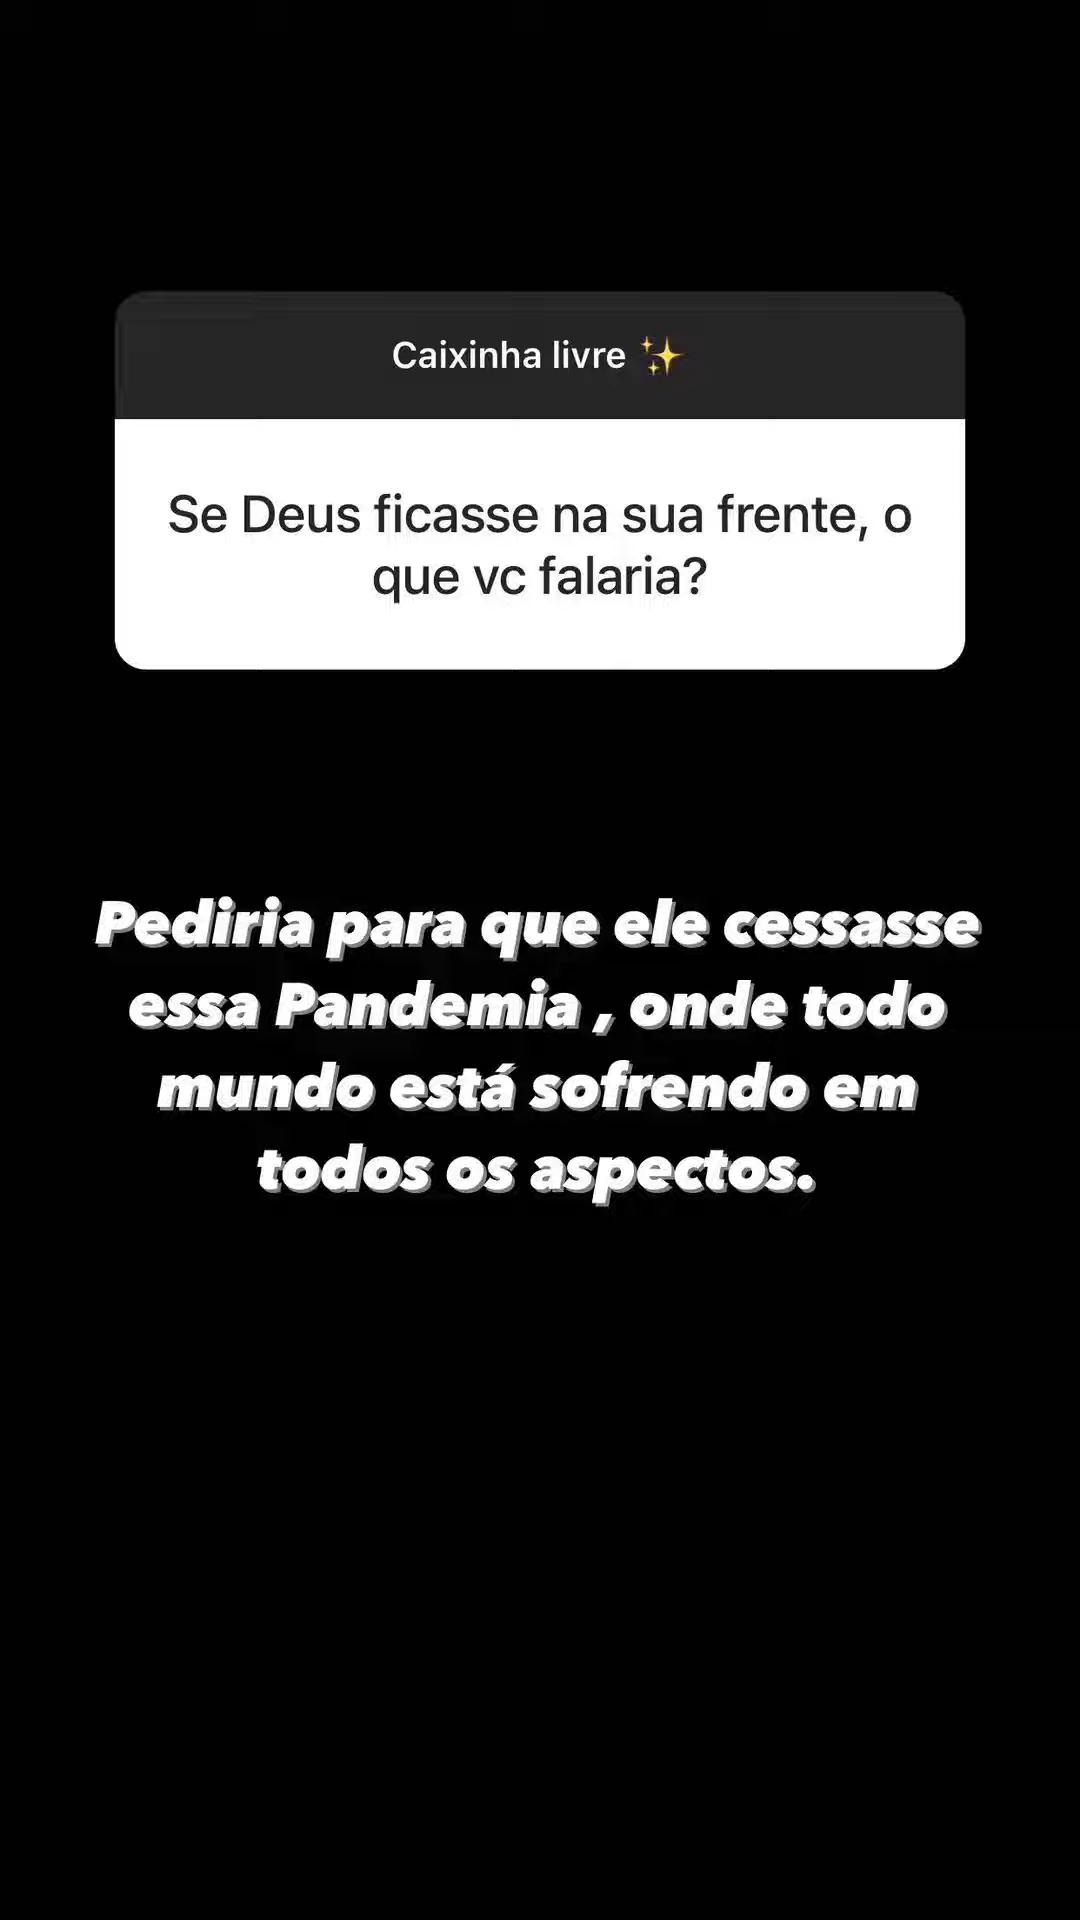 Caixinha livre ✨
Se Deus ficasse na sua frente, o
que vc falaria?
Pediria para que ele cessasse
essa Pandemia , onde todo
mundo está sofrendo em
todos os aspectos.